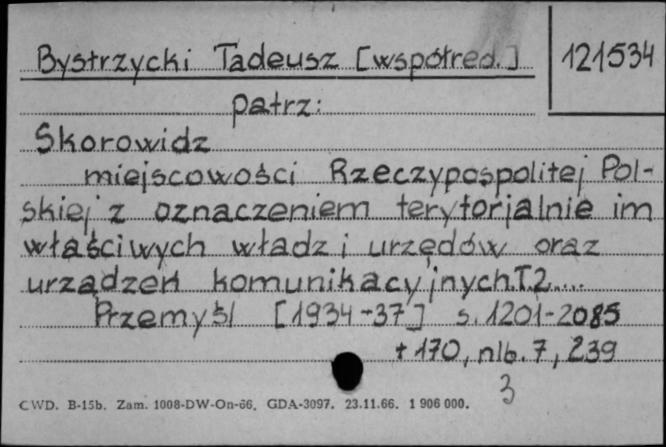 Bystrzycki Tadeusz [współred.] 121534
patrz:
Skorowidz
miejscowości Rzeczypospolitej Pol-
skiej z oznaczeniem terytorjalnie im
właściwych władz i urzędów oraz
urządzeń komunikacyjnych.T.2....
Przemyśl [1934-37] s.1201-2085
+170, nlb. 7, 239
3
CWD. B-15b. Zam. 1008-DW-On-66. GDA-3097. 23.11.66. 1 906 000.